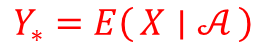 Y_* = E( X ∣ 𝒜 )